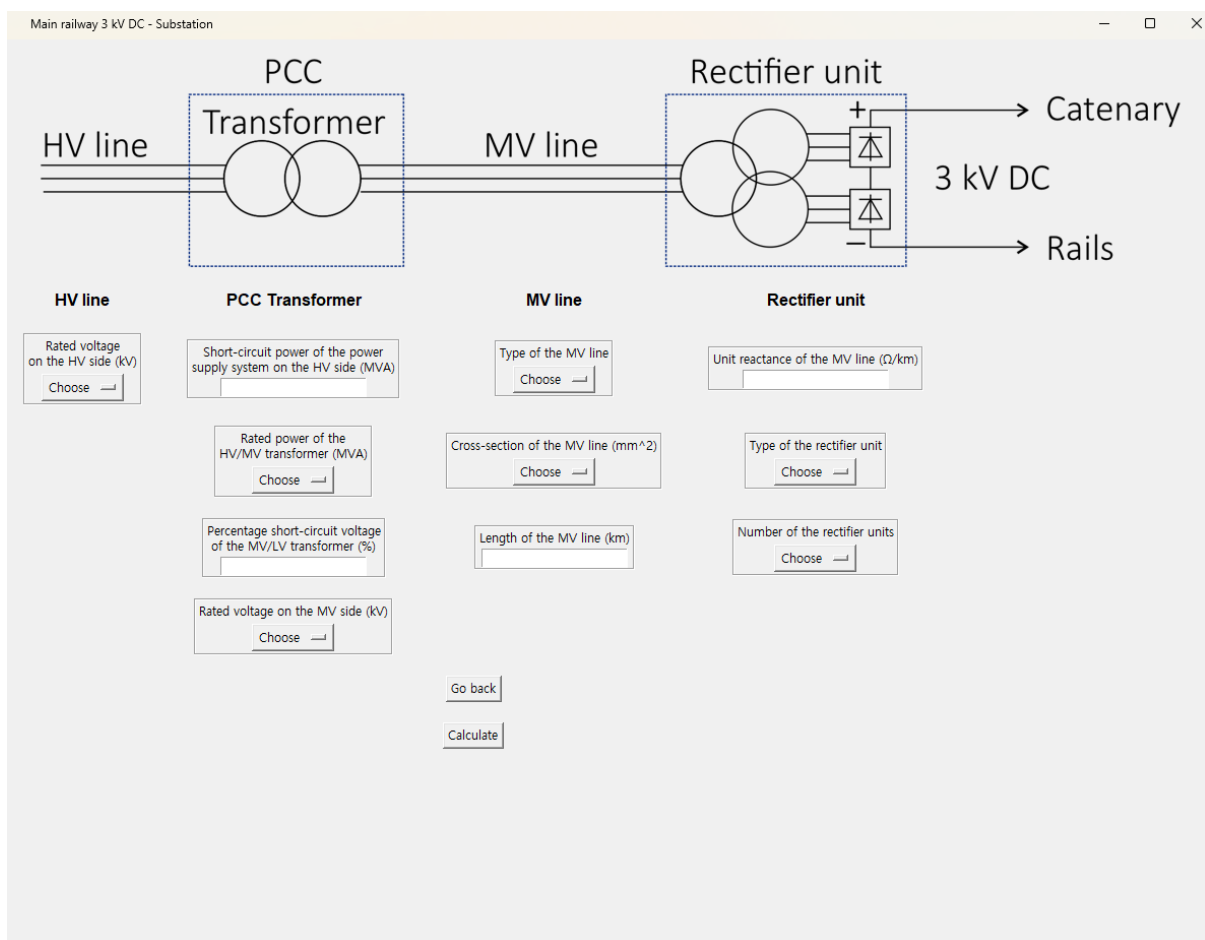 Main railway 3 kV DC - Substation
PCC
Transformer
Rectifier unit
HV line
MV line
+
−
Catenary
3 kV DC
Rails
HV line
PCC Transformer
MV line
Rectifier unit
Rated voltage
on the HV side (kV)
Choose
Short-circuit power of the power
supply system on the HV side (MVA)
Type of the MV line
Choose
Unit reactance of the MV line (Ω/km)
Rated power of the
HV/MV transformer (MVA)
Choose
Cross-section of the MV line (mm^2)
Choose
Type of the rectifier unit
Choose
Percentage short-circuit voltage
of the MV/LV transformer (%)
Length of the MV line (km)
Number of the rectifier units
Choose
Rated voltage on the MV side (kV)
Choose
Go back
Calculate